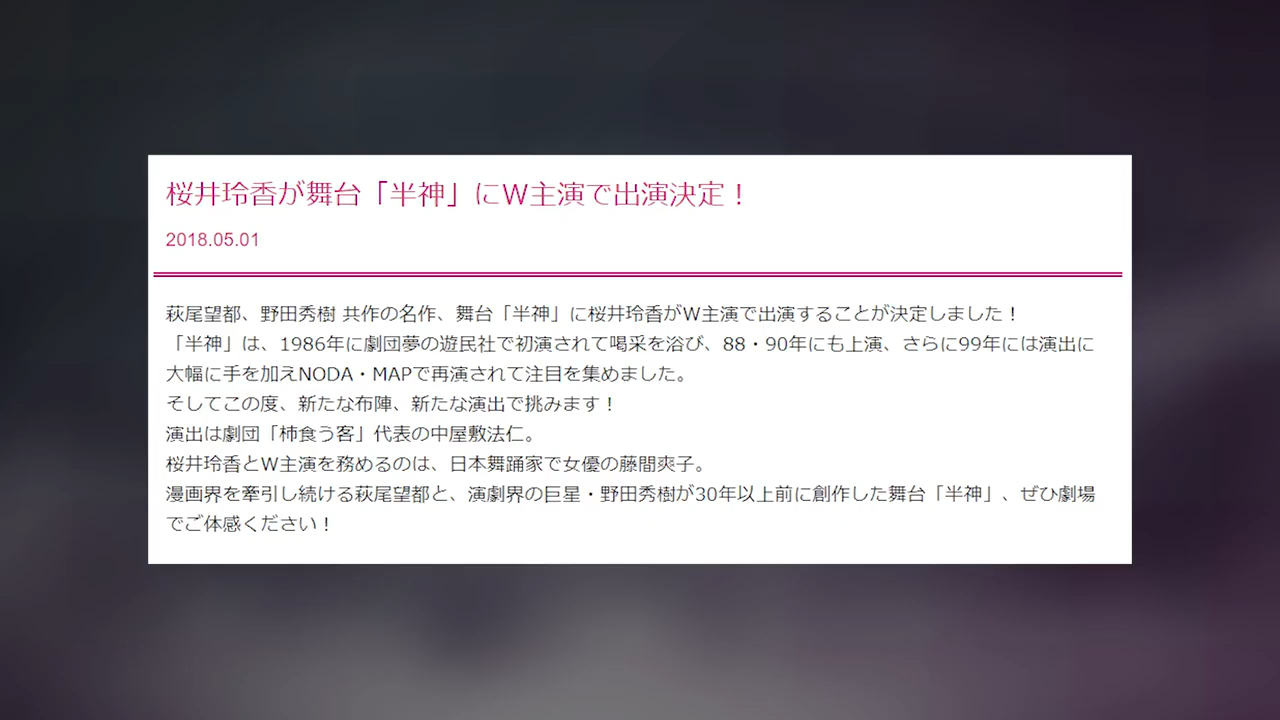 桜井玲香が舞台「半神」にW主演で出演決定！
2018.05.01
萩尾望都、野田秀樹 共作の名作、舞台「半神」に桜井玲香がW主演で出演することが決定しました！
「半神」は、1986年に劇団夢の遊民社で初演されて喝采を浴び、88・90年にも上演、さらに99年には演出に
大幅に手を加えNODA・MAPで再演されて注目を集めました。
そしてこの度、新たな布陣、新たな演出で挑みます！
演出は劇団「柿食う客」代表の中屋敷法仁。
桜井玲香とW主演を務めるのは、日本舞踊家で女優の藤間爽子。
漫画界を牽引し続ける萩尾望都と、演劇界の巨星・野田秀樹が30年以上前に創作した舞台「半神」、ぜひ劇場
でご体感ください！